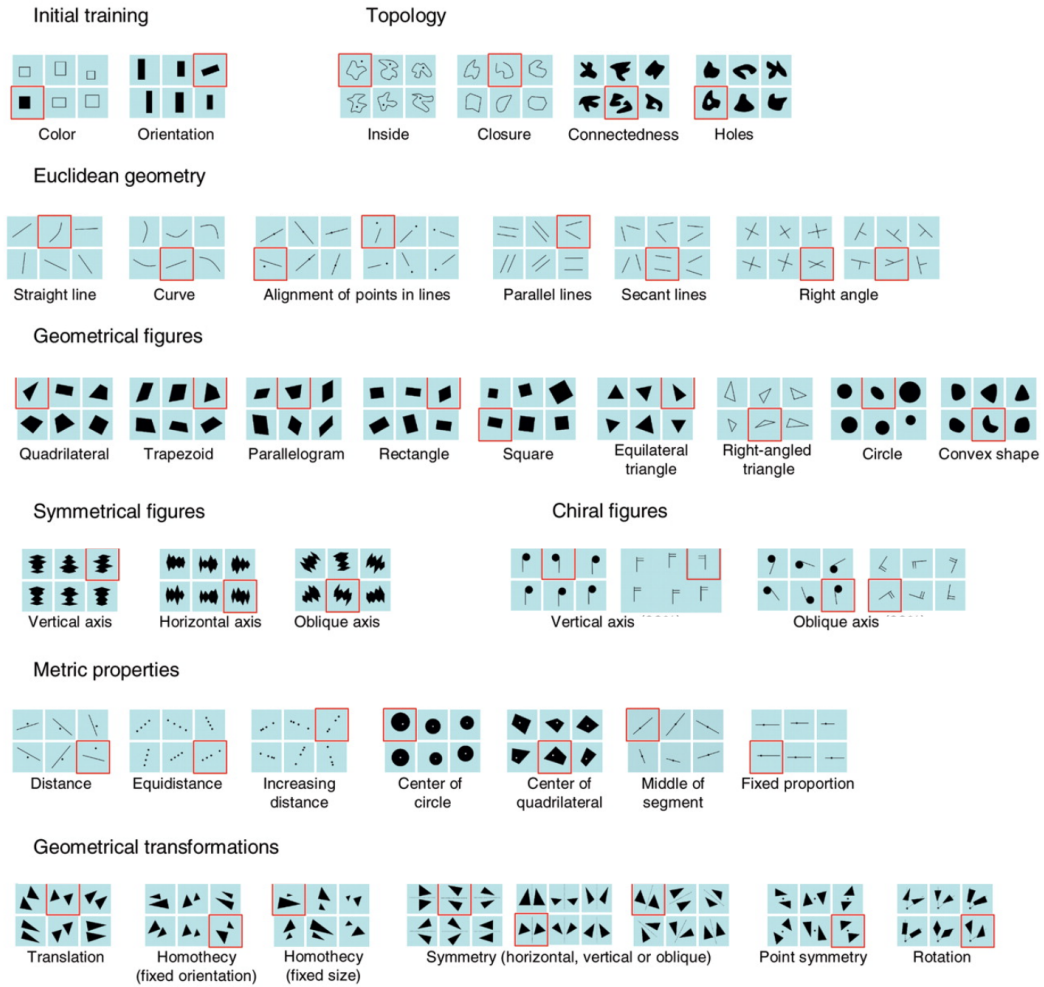 Initial training
Topology
Color
Orientation
Inside
Closure
Connectedness
Holes
Euclidean geometry
Straight line
Curve
Alignment of points in lines
Parallel lines
Secant lines
Right angle
Geometrical figures
Quadrilateral
Trapezoid
Parallelogram
Rectangle
Square
Equilateral
triangle
Right-angled
triangle
Circle
Convex shape
Symmetrical figures
Chiral figures
Vertical axis
Horizontal axis
Oblique axis
Vertical axis
Oblique axis
Metric properties
Distance
Equidistance
Increasing
distance
Center of
circle
Center of
quadrilateral
Middle of
segment
Fixed proportion
Geometrical transformations
Translation
Homothecy
(fixed orientation)
Homothecy
(fixed size)
Symmetry (horizontal, vertical or oblique)
Point symmetry
Rotation